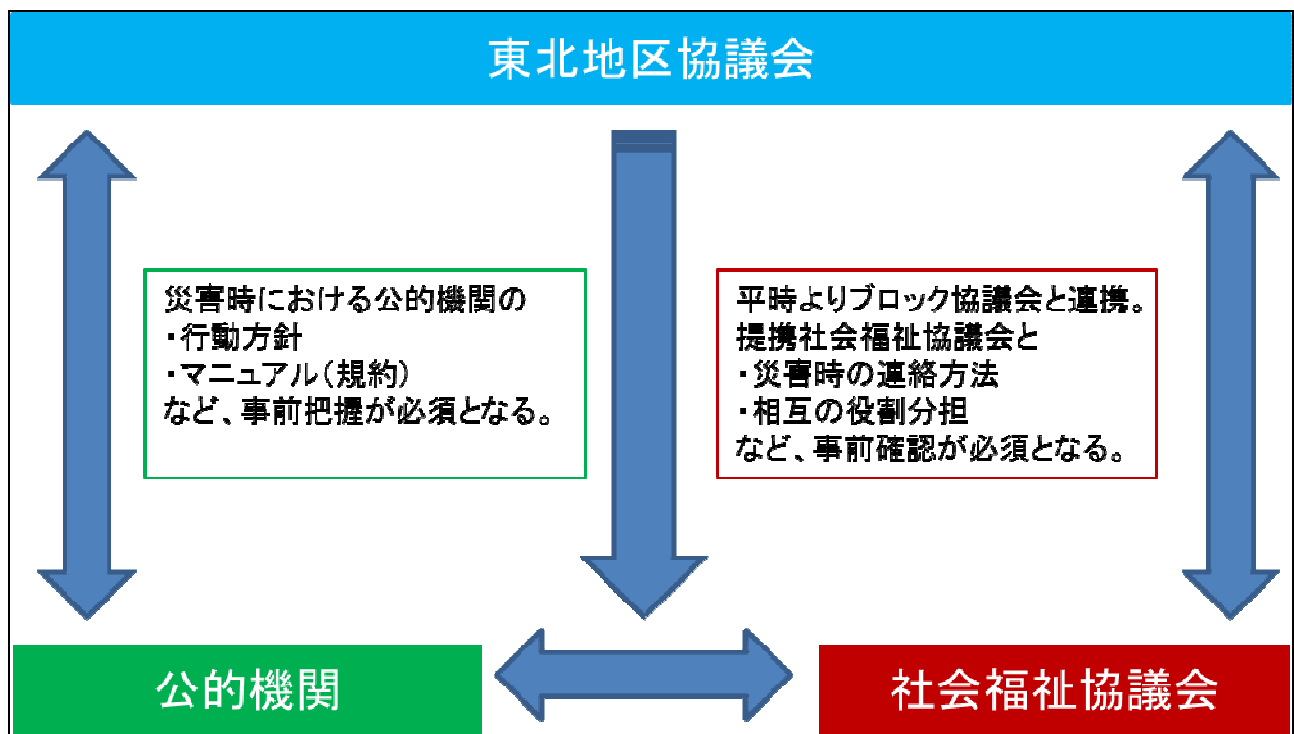 東北地区協議会
災害時における公的機関の
・行動方針
・マニュアル（規約）
など、事前把握が必須となる。
平時よりブロック協議会と連携。
提携社会福祉協議会と
・災害時の連絡方法
・相互の役割分担
など、事前確認が必須となる。
公的機関
社会福祉協議会